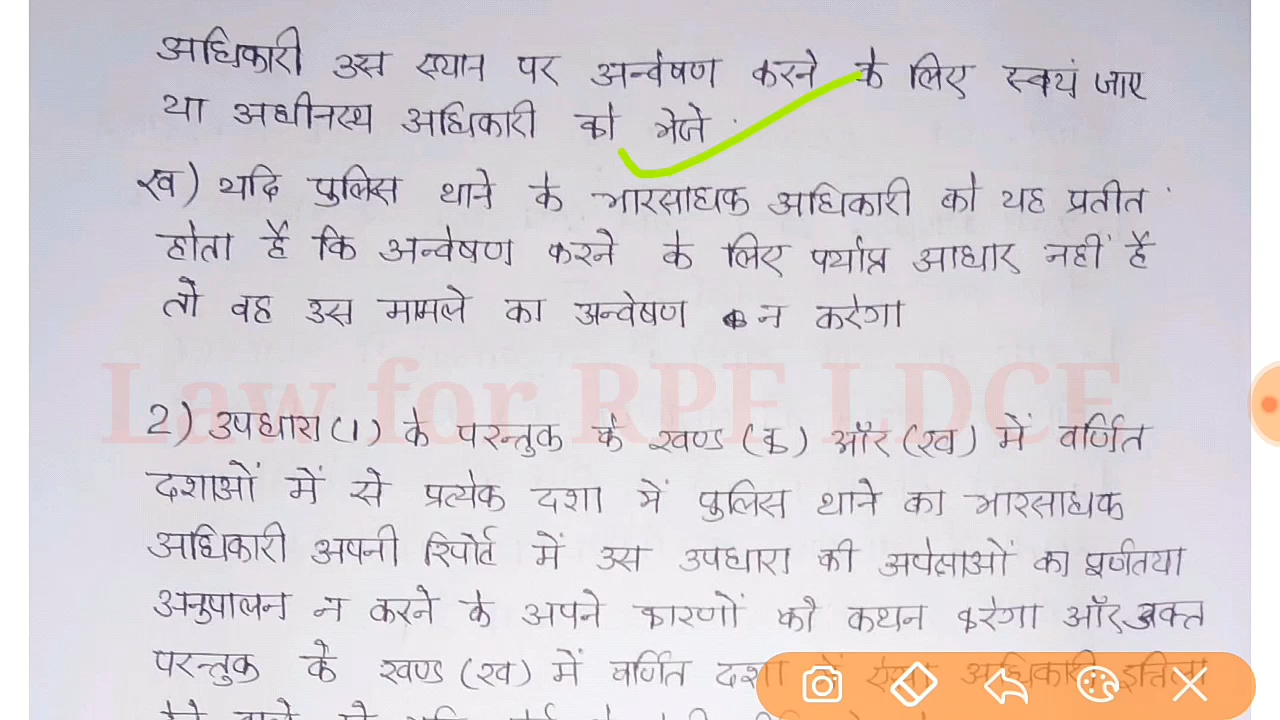 अधिकारी उस स्थान पर अन्वेषण करने के लिए स्वयं जाए
या अधीनस्थ अधिकारी को भेजे
ख) यदि पुलिस थाने के भारसाधक अधिकारी को यह प्रतीत
होता है कि अन्वेषण करने के लिए पर्याप्त आधार नहीं है
तो वह उस मामले का अन्वेषण न करेगा
Law for RPF LDCE
2) उपधारा (1) के परन्तुक के खण्ड (क) और (ख) में वर्णित
दशाओं में से प्रत्येक दशा में पुलिस थाने का भारसाधक
अधिकारी अपनी रिपोर्ट में उस उपधारा की अपेक्षाओं का पूर्णतया
अनुपालन न करने के अपने कारणों को कथन करेगा और उक्त
परन्तुक के खण्ड (ख) में वर्णित दशा